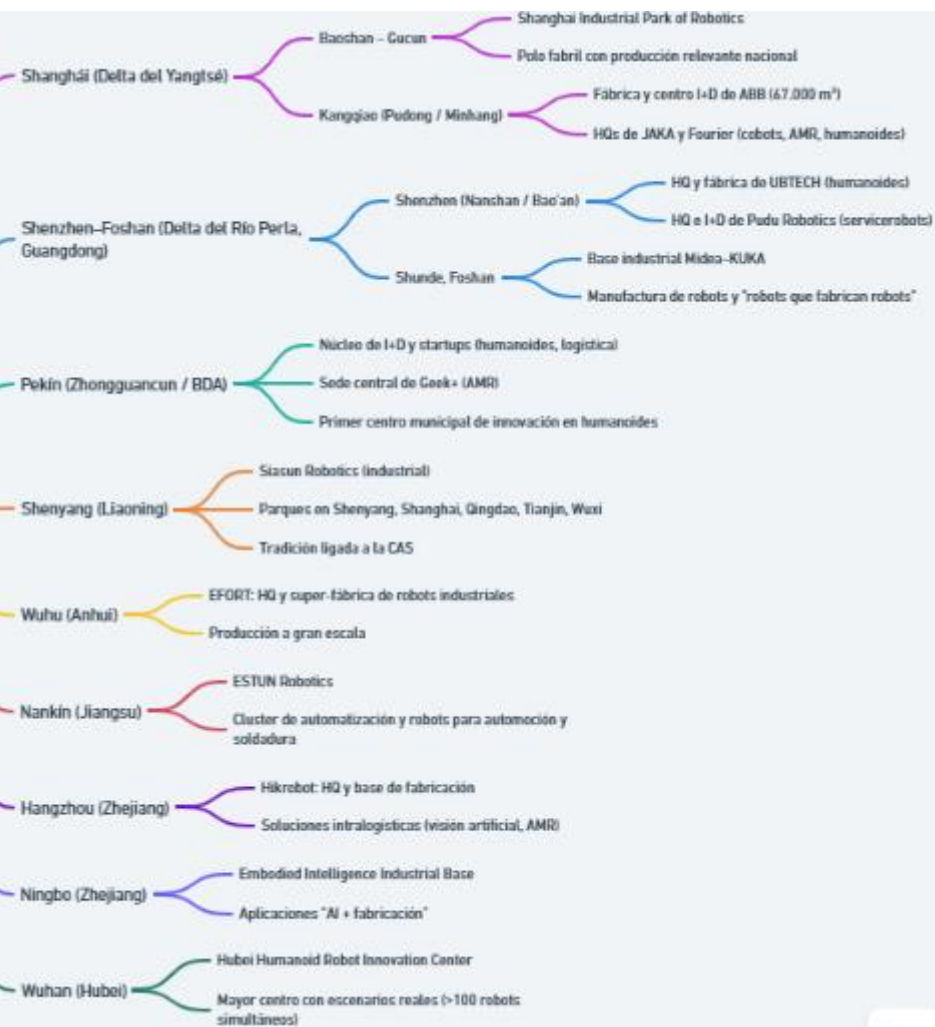 Shanghái (Delta del Yangtsé)
Baoshan – Gucun
Shanghai Industrial Park of Robotics
Polo fabril con producción relevante nacional
Kangqiao (Pudong / Minhang)
Fábrica y centro I+D de ABB (67.000 m²)
HQs de JAKA y Fourier (cobots, AMR, humanoides)
Shenzhen–Foshan (Delta del Río Perla,
Guangdong)
Shenzhen (Nanshan / Bao'an)
HQ y fábrica de UBTECH (humanoides)
HQ e I+D de Pudu Robotics (servicerobots)
Shunde, Foshan
Base industrial Midea–KUKA
Manufactura de robots y "robots que fabrican robots"
Pekín (Zhongguancun / BDA)
Núcleo de I+D y startups (humanoides, logística)
Sede central de Geek+ (AMR)
Primer centro municipal de innovación en humanoides
Shenyang (Liaoning)
Siasun Robotics (industrial)
Parques en Shenyang, Shanghai, Qingdao, Tianjin, Wuxi
Tradición ligada a la CAS
Wuhu (Anhui)
EFORT: HQ y super-fábrica de robots industriales
Producción a gran escala
Nankín (Jiangsu)
ESTUN Robotics
Cluster de automatización y robots para automoción y
soldadura
Hangzhou (Zhejiang)
Hikrobot: HQ y base de fabricación
Soluciones intralogísticas (visión artificial, AMR)
Ningbo (Zhejiang)
Embodied Intelligence Industrial Base
Aplicaciones "AI + fabricación"
Wuhan (Hubei)
Hubei Humanoid Robot Innovation Center
Mayor centro con escenarios reales (>100 robots
simultáneos)